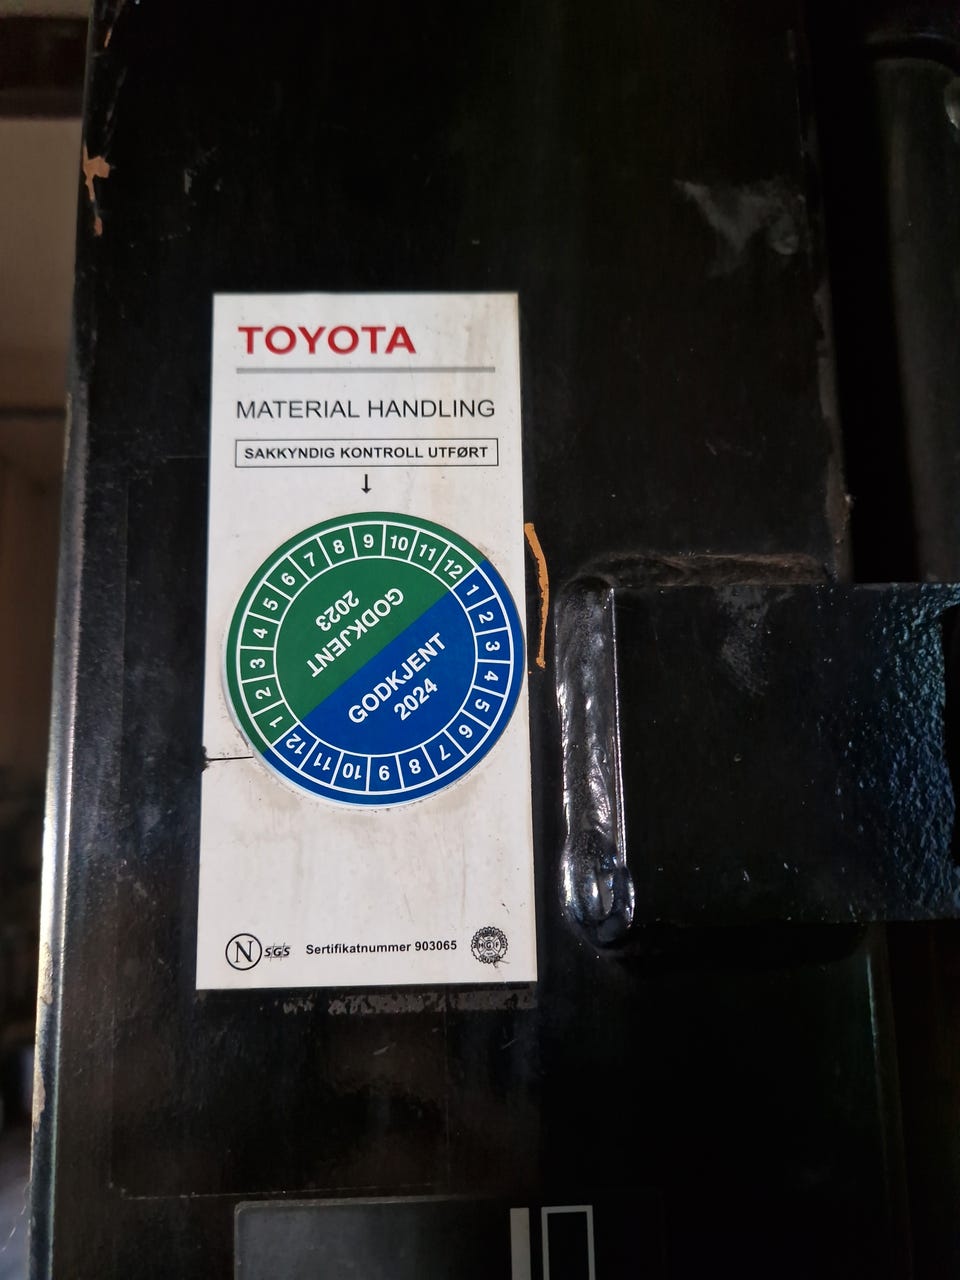 TOYOTA
MATERIAL HANDLING
SAKKYNDIG KONTROLL UTFØRT
1 2 3 4 5 6 7 8 9 10 11 12
GODKJENT
2023
GODKJENT
2024
1 2 3 4 5 6 7 8 9 10 11 12
N SGS Sertifikatnummer 903065